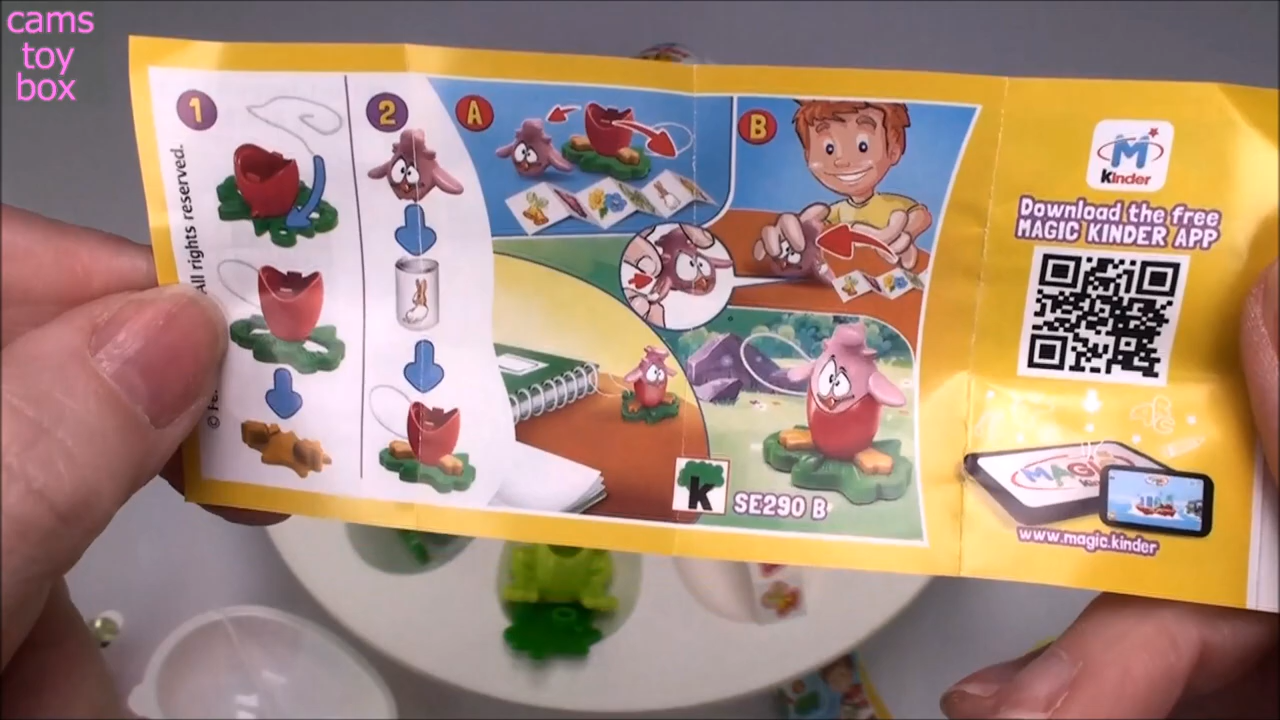 cams
toy
box
1
2
A
B
All rights reserved.
M
kinder
Download the free
MAGIC KINDER APP
k
SE290 B
MAGIC
www.magic.kinder